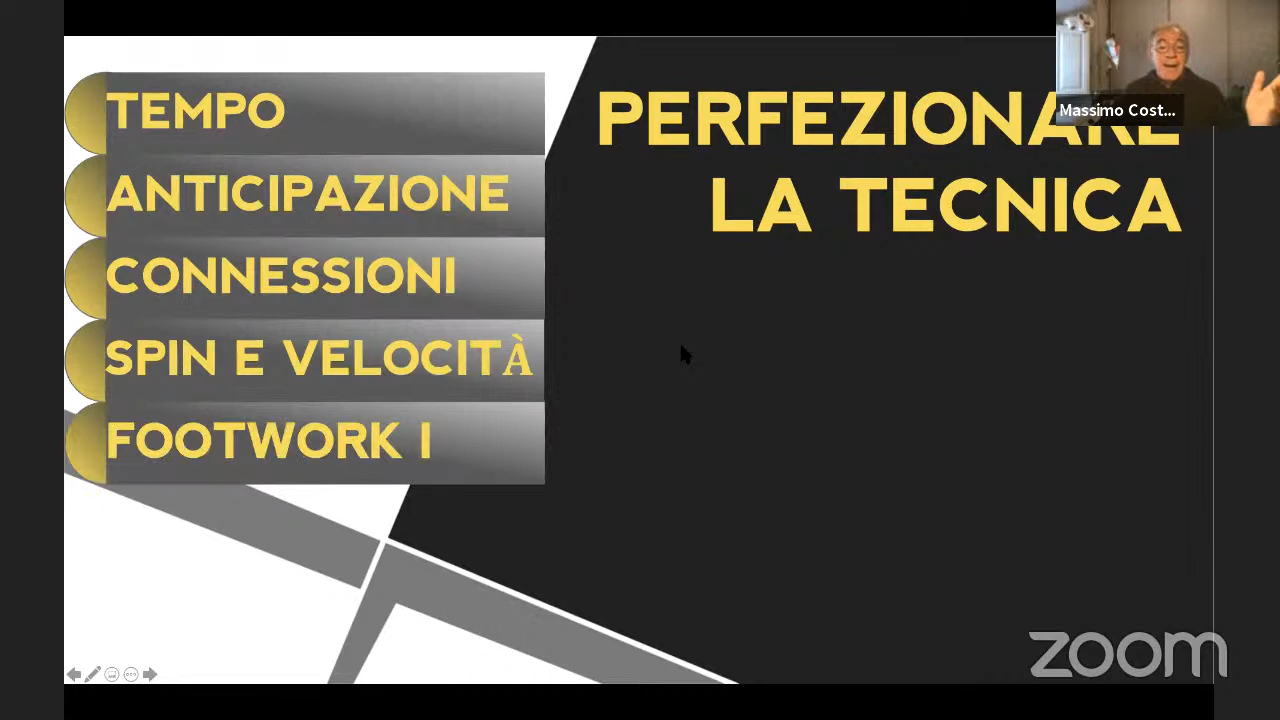 TEMPO
ANTICIPAZIONE
CONNESSIONI
SPIN E VELOCITÀ
FOOTWORK I
PERFEZIONARE
LA TECNICA
Massimo Cost...
zoom